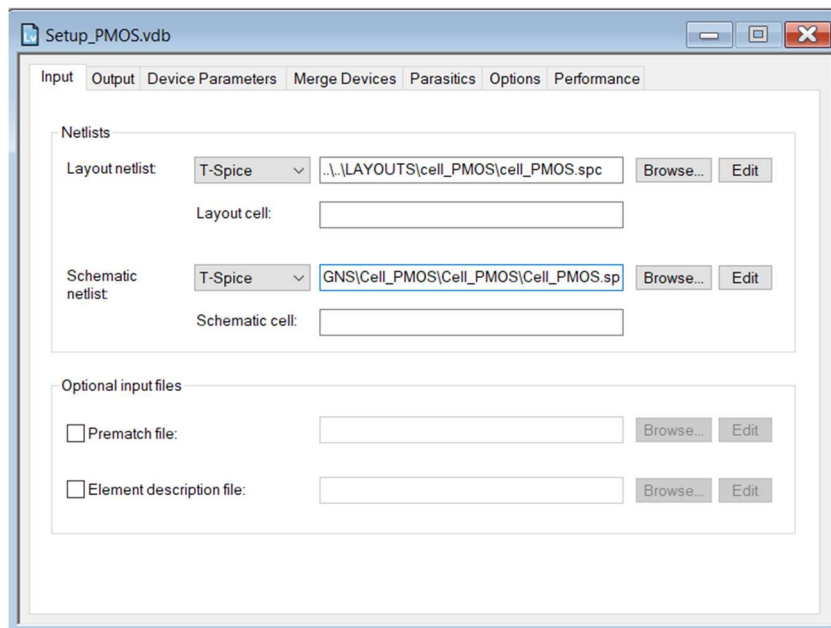 Setup_PMOS.vdb
Input Output Device Parameters Merge Devices Parasitics Options Performance
Netlists
Layout netlist: T-Spice ..\..\LAYOUTS\cell_PMOS\cell_PMOS.spc Browse... Edit
Layout cell:
Schematic netlist: T-Spice GNS\Cell_PMOS\Cell_PMOS\Cell_PMOS.sp Browse... Edit
Schematic cell:
Optional input files
Prematch file: Browse... Edit
Element description file: Browse... Edit